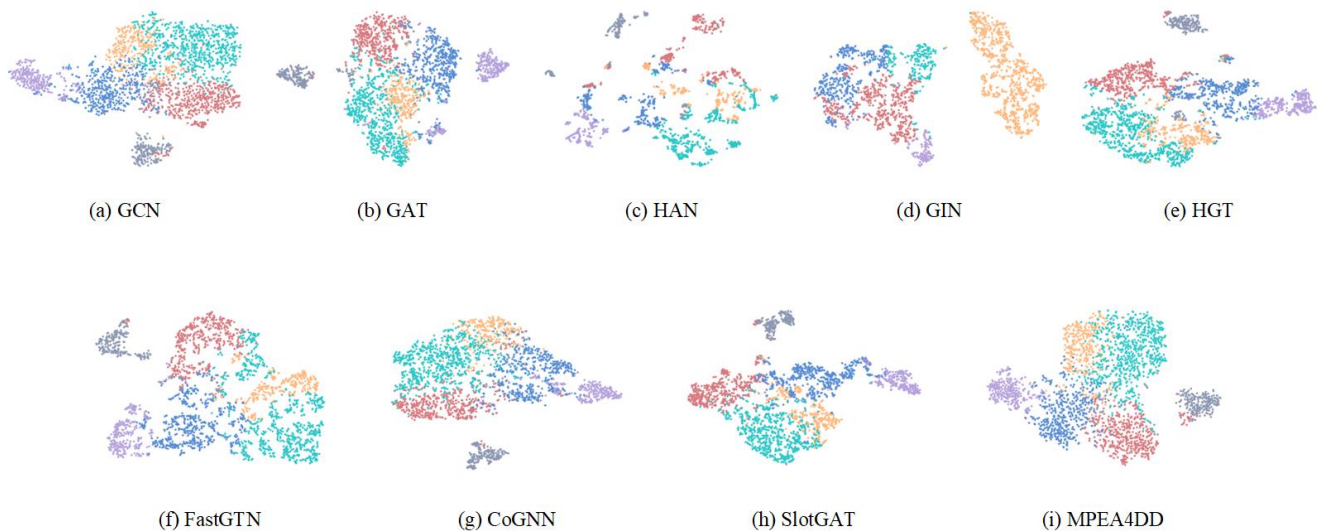 (a) GCN (b) GAT (c) HAN (d) GIN (e) HGT
(f) FastGTN (g) CoGNN (h) SlotGAT (i) MPEA4DD